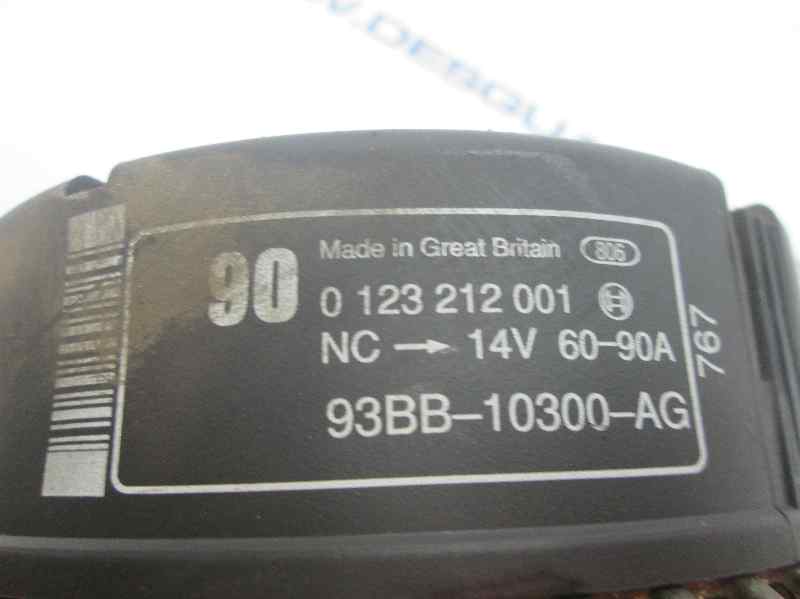 90
Made in Great Britain 806
0 123 212 001
NC → 14V 60-90A
93BB-10300-AG
767